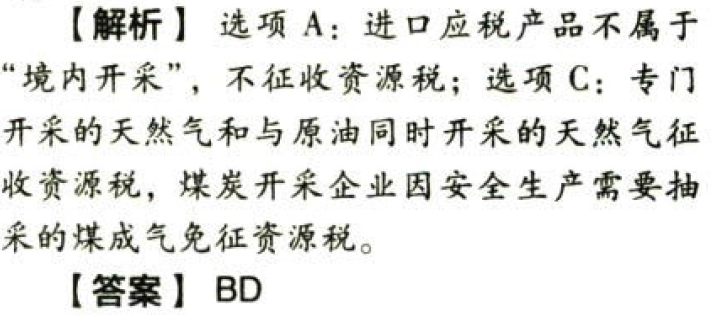 【解析】 选项 A：进口应税产品不属于
“境内开采”，不征收资源税；选项 C：专门
开采的天然气和与原油同时开采的天然气征
收资源税，煤炭开采企业因安全生产需要抽
采的煤成气免征资源税。
【答案】 BD